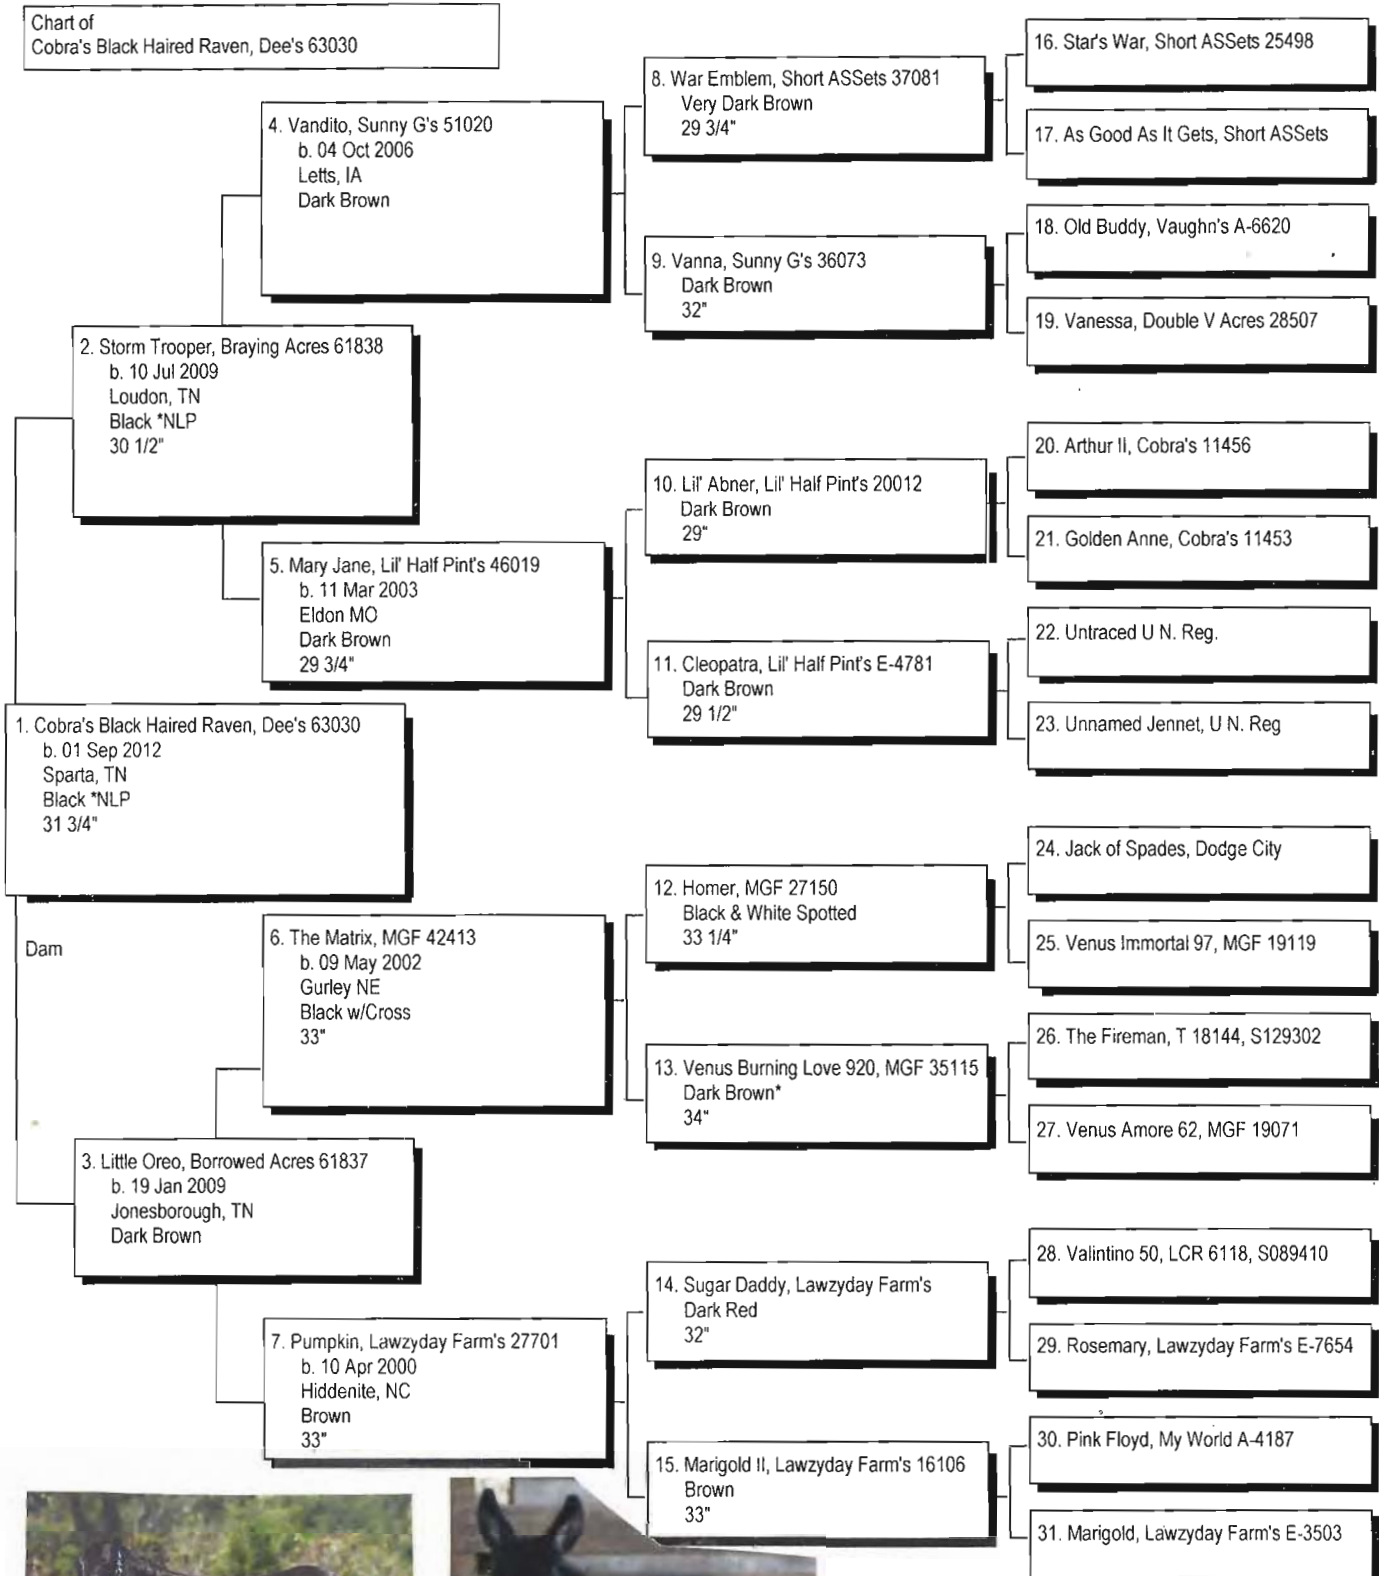 Chart of
Cobra's Black Haired Raven, Dee's 63030
1. Cobra's Black Haired Raven, Dee's 63030
b. 01 Sep 2012
Sparta, TN
Black *NLP
31 3/4"
Dam
2. Storm Trooper, Braying Acres 61838
b. 10 Jul 2009
Loudon, TN
Black *NLP
30 1/2"
3. Little Oreo, Borrowed Acres 61837
b. 19 Jan 2009
Jonesborough, TN
Dark Brown
4. Vandito, Sunny G's 51020
b. 04 Oct 2006
Letts, IA
Dark Brown
5. Mary Jane, Lil' Half Pint's 46019
b. 11 Mar 2003
Eldon MO
Dark Brown
29 3/4"
6. The Matrix, MGF 42413
b. 09 May 2002
Gurley NE
Black w/Cross
33"
7. Pumpkin, Lawzyday Farm's 27701
b. 10 Apr 2000
Hiddenite, NC
Brown
33"
8. War Emblem, Short ASSets 37081
Very Dark Brown
29 3/4"
9. Vanna, Sunny G's 36073
Dark Brown
32"
10. Lil' Abner, Lil' Half Pint's 20012
Dark Brown
29"
11. Cleopatra, Lil' Half Pint's E-4781
Dark Brown
29 1/2"
12. Homer, MGF 27150
Black & White Spotted
33 1/4"
13. Venus Burning Love 920, MGF 35115
Dark Brown*
34"
14. Sugar Daddy, Lawzyday Farm's
Dark Red
32"
15. Marigold II, Lawzyday Farm's 16106
Brown
33"
16. Star's War, Short ASSets 25498
17. As Good As It Gets, Short ASSets
18. Old Buddy, Vaughn's A-6620
19. Vanessa, Double V Acres 28507
20. Arthur II, Cobra's 11456
21. Golden Anne, Cobra's 11453
22. Untraced U N. Reg.
23. Unnamed Jennet, U N. Reg
24. Jack of Spades, Dodge City
25. Venus Immortal 97, MGF 19119
26. The Fireman, T 18144, S129302
27. Venus Amore 62, MGF 19071
28. Valintino 50, LCR 6118, S089410
29. Rosemary, Lawzyday Farm's E-7654
30. Pink Floyd, My World A-4187
31. Marigold, Lawzyday Farm's E-3503